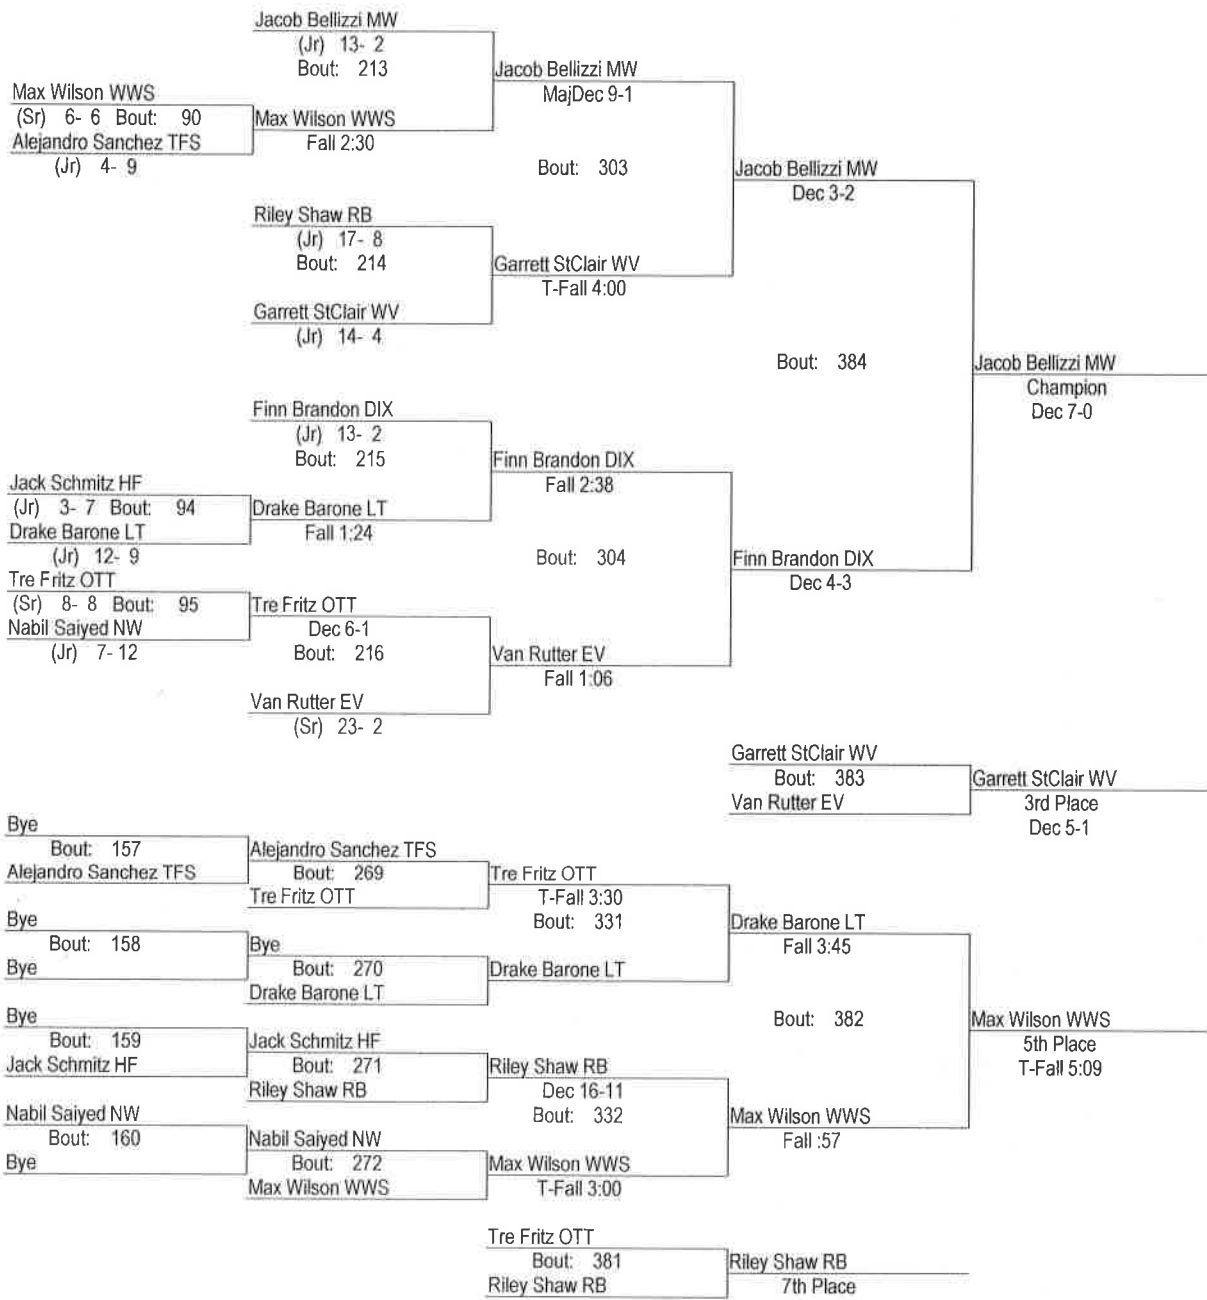 Jacob Bellizzi MW
(Jr) 13- 2
Bout: 213
Jacob Bellizzi MW
MajDec 9-1
Max Wilson WWS
(Sr) 6- 6 Bout: 90
Max Wilson WWS
Fall 2:30
Alejandro Sanchez TFS
(Jr) 4- 9
Bout: 303
Jacob Bellizzi MW
Dec 3-2
Riley Shaw RB
(Jr) 17- 8
Bout: 214
Garrett StClair WV
T-Fall 4:00
Garrett StClair WV
(Jr) 14- 4
Bout: 384
Jacob Bellizzi MW
Champion
Dec 7-0
Finn Brandon DIX
(Jr) 13- 2
Bout: 215
Finn Brandon DIX
Fall 2:38
Jack Schmitz HF
(Jr) 3- 7 Bout: 94
Drake Barone LT
Fall 1:24
Drake Barone LT
(Jr) 12- 9
Bout: 304
Finn Brandon DIX
Dec 4-3
Tre Fritz OTT
(Sr) 8- 8 Bout: 95
Tre Fritz OTT
Dec 6-1
Nabil Saiyed NW
(Jr) 7- 12
Bout: 216
Van Rutter EV
Fall 1:06
Van Rutter EV
(Sr) 23- 2
Garrett StClair WV
Bout: 383
Van Rutter EV
Garrett StClair WV
3rd Place
Dec 5-1
Bye
Bout: 157
Alejandro Sanchez TFS
Alejandro Sanchez TFS
Bout: 269
Tre Fritz OTT
Tre Fritz OTT
T-Fall 3:30
Bout: 331
Drake Barone LT
Fall 3:45
Bye
Bout: 158
Bye
Bye
Bout: 270
Drake Barone LT
Drake Barone LT
Bout: 382
Max Wilson WWS
5th Place
T-Fall 5:09
Bye
Bout: 159
Jack Schmitz HF
Jack Schmitz HF
Bout: 271
Riley Shaw RB
Riley Shaw RB
Dec 16-11
Bout: 332
Max Wilson WWS
Fall :57
Nabil Saiyed NW
Bout: 160
Bye
Nabil Saiyed NW
Bout: 272
Max Wilson WWS
Max Wilson WWS
T-Fall 3:00
Tre Fritz OTT
Bout: 381
Riley Shaw RB
Riley Shaw RB
7th Place